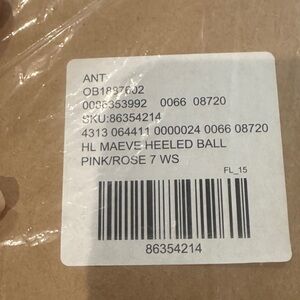 ANT
OB1887602
0086353992 0066 08720
SKU:86354214
4313 064411 0000024 0066 08720
HL MAEVE HEELED BALL
PINK/ROSE 7 WS
FL_15
86354214